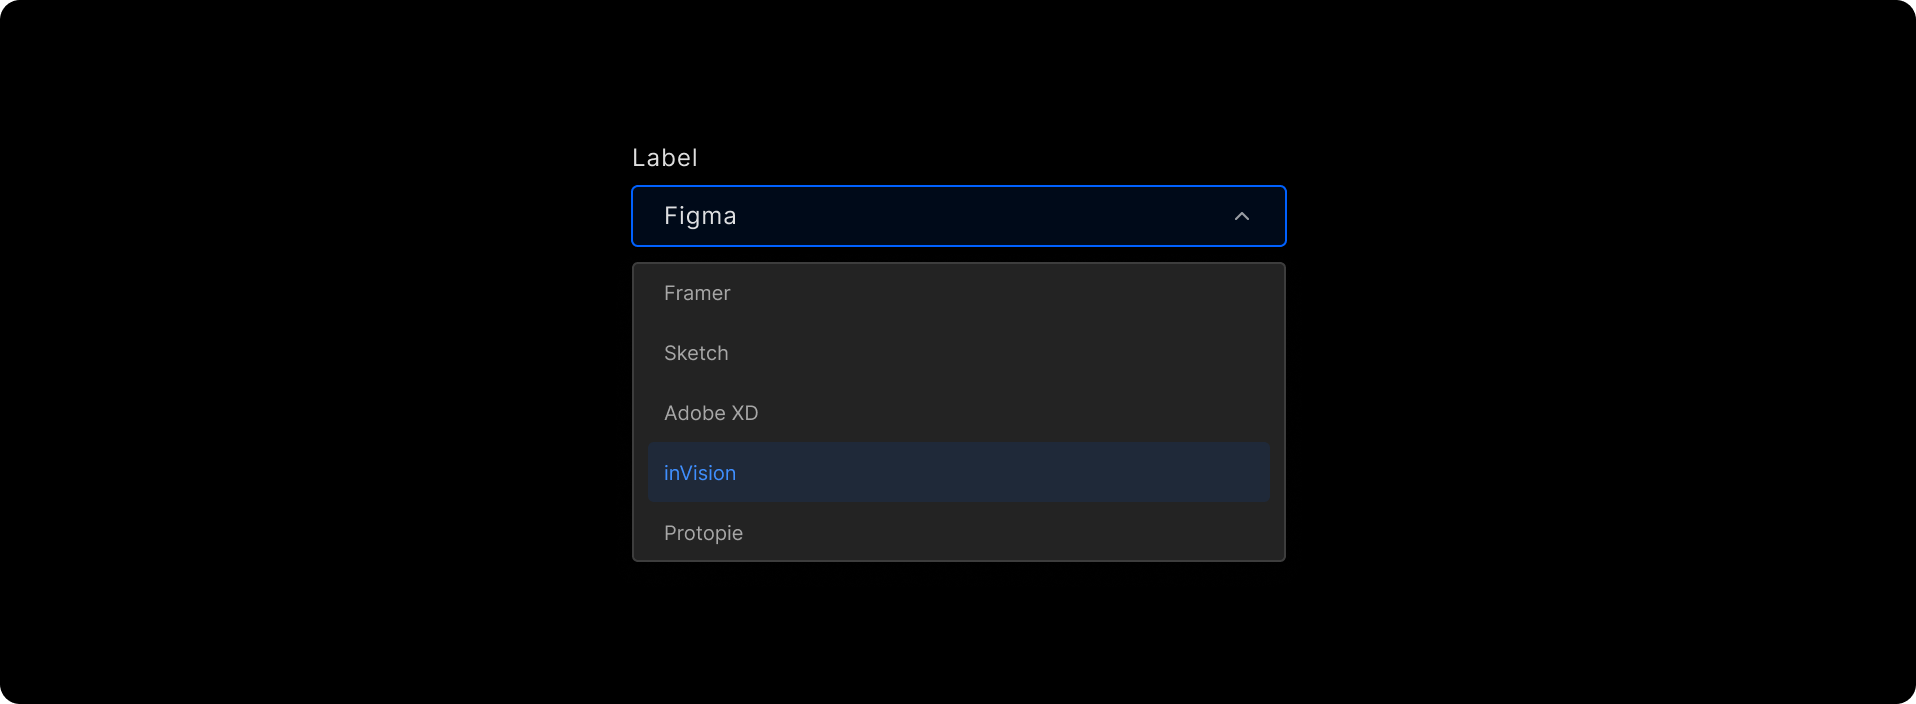 Label
Figma
Framer
Sketch
Adobe XD
inVision
Protopie